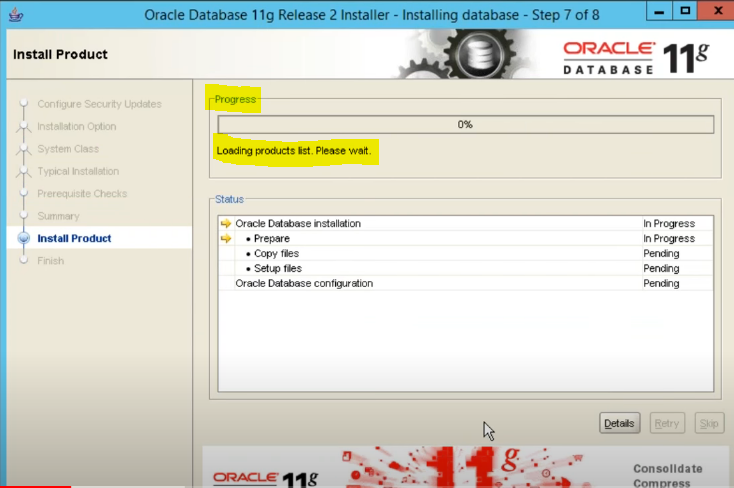 Oracle Database 11g Release 2 Installer - Installing database - Step 7 of 8
Install Product
ORACLE 11g
DATABASE
Configure Security Updates
Installation Option
System Class
Typical Installation
Prerequisite Checks
Summary
Install Product
Finish
Progress
0%
Loading products list. Please wait.
Status
Oracle Database installation In Progress
• Prepare In Progress
• Copy files Pending
• Setup files Pending
Oracle Database configuration Pending
Details Retry Skip
ORACLE 11g
11g
Consolidate
Compress